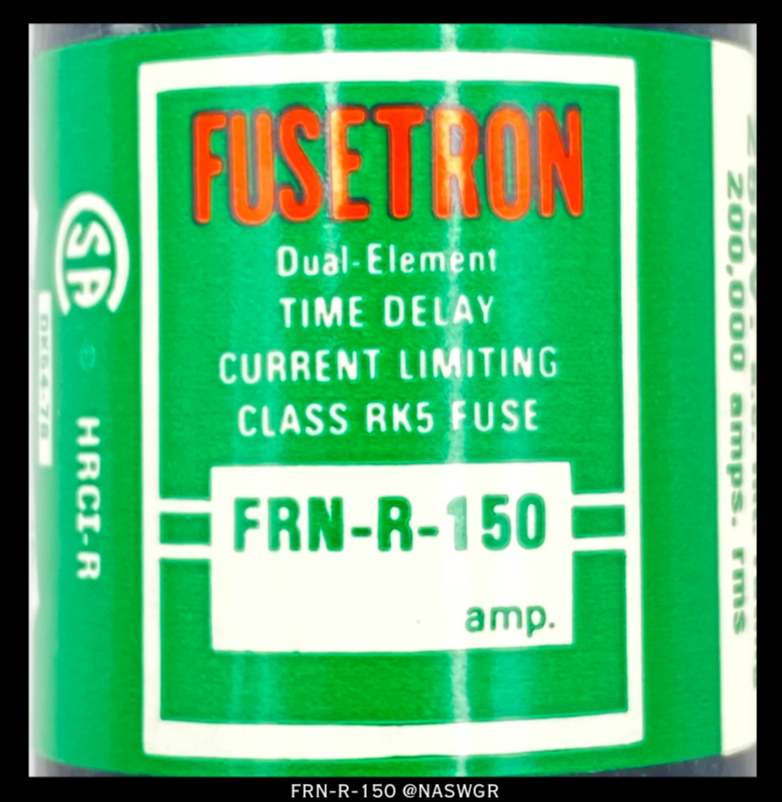 FUSETRON
Dual-Element
TIME DELAY
CURRENT LIMITING
CLASS RK5 FUSE
FRN-R-150
amp.
SA
HRCI-R
200,000 amps. rms
FRN-R-150 @NASWGR